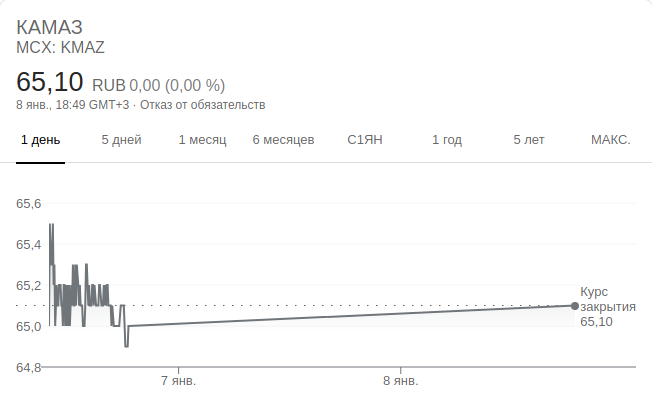 КАМАЗ
MCX: KMAZ
65,10 RUB 0,00 (0,00 %)
8 янв., 18:49 GMT+3 · Отказ от обязательств
1 день 5 дней 1 месяц 6 месяцев С1ЯН 1 год 5 лет МАКС.
65,6
65,4
65,2
65,0
64,8
Курс
закрытия
65,10
7 янв. 8 янв.